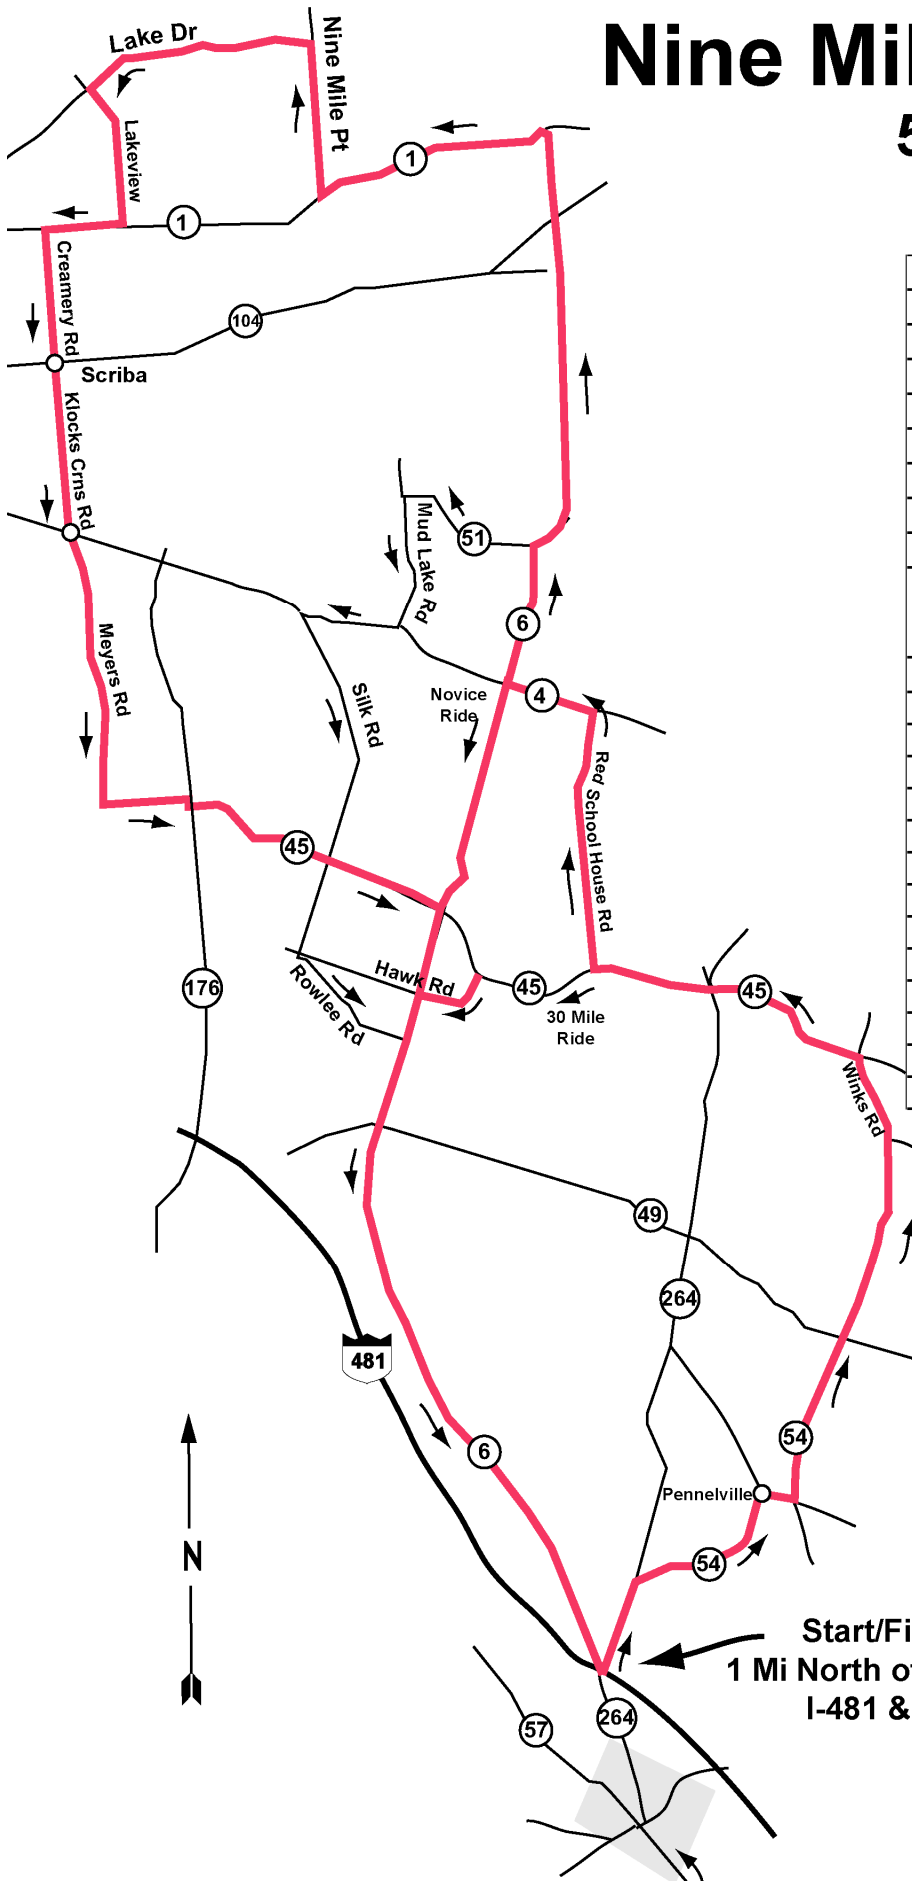 Nine Mil
5
Lake Dr
Nine Mile Pt
Lakeview
1
1
Creamery Rd
104
Scriba
Klocks Crns Rd
51
Mud Lake Rd
6
Meyers Rd
Silk Rd
Novice
Ride
4
Red School House Rd
45
176
Hawk Rd
Rowlee Rd
45
30 Mile
Ride
45
Winks Rd
49
264
481
6
54
Pennelville
54
N
Start/Fi
1 Mi North of
I-481 &
264
57